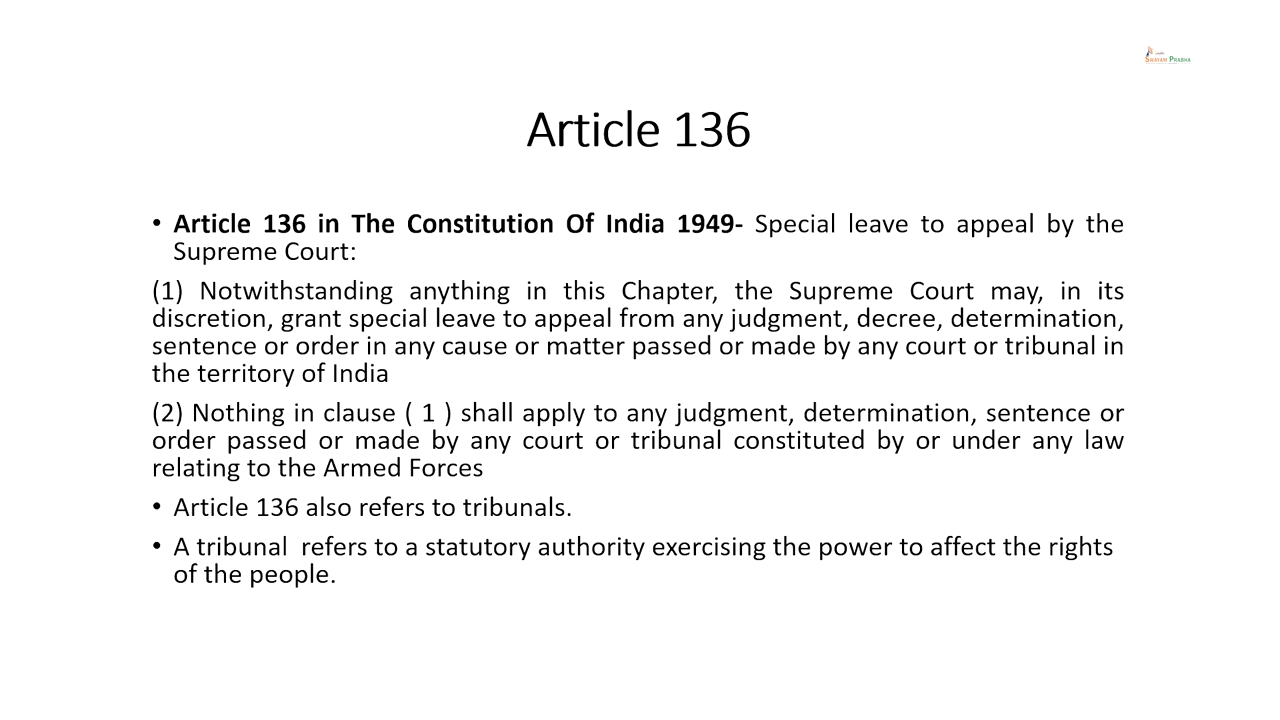 Swayam Prabha
Article 136
• Article 136 in The Constitution Of India 1949- Special leave to appeal by the
Supreme Court:
(1) Notwithstanding anything in this Chapter, the Supreme Court may, in its
discretion, grant special leave to appeal from any judgment, decree, determination,
sentence or order in any cause or matter passed or made by any court or tribunal in
the territory of India
(2) Nothing in clause ( 1 ) shall apply to any judgment, determination, sentence or
order passed or made by any court or tribunal constituted by or under any law
relating to the Armed Forces
• Article 136 also refers to tribunals.
• A tribunal  refers to a statutory authority exercising the power to affect the rights
of the people.